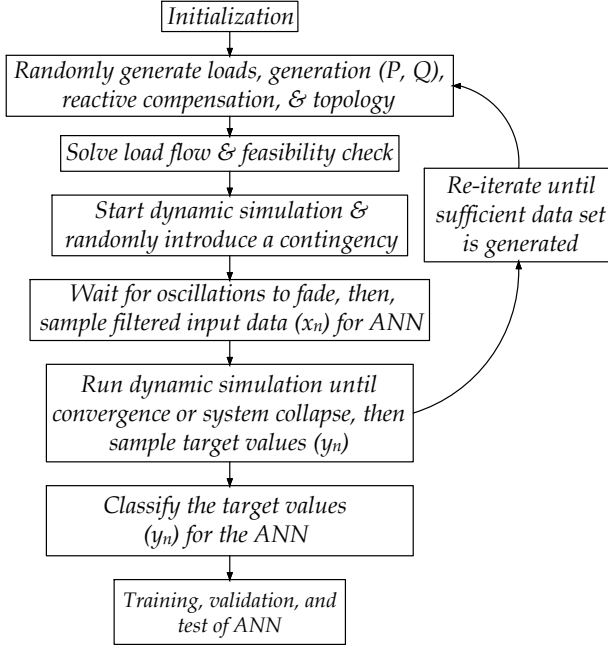 Initialization
Randomly generate loads, generation (P, Q),
reactive compensation, & topology
Solve load flow & feasibility check
Start dynamic simulation &
randomly introduce a contingency
Wait for oscillations to fade, then,
sample filtered input data (xₙ) for ANN
Run dynamic simulation until
convergence or system collapse, then
sample target values (yₙ)
Re-iterate until
sufficient data set
is generated
Classify the target values
(yₙ) for the ANN
Training, validation, and
test of ANN